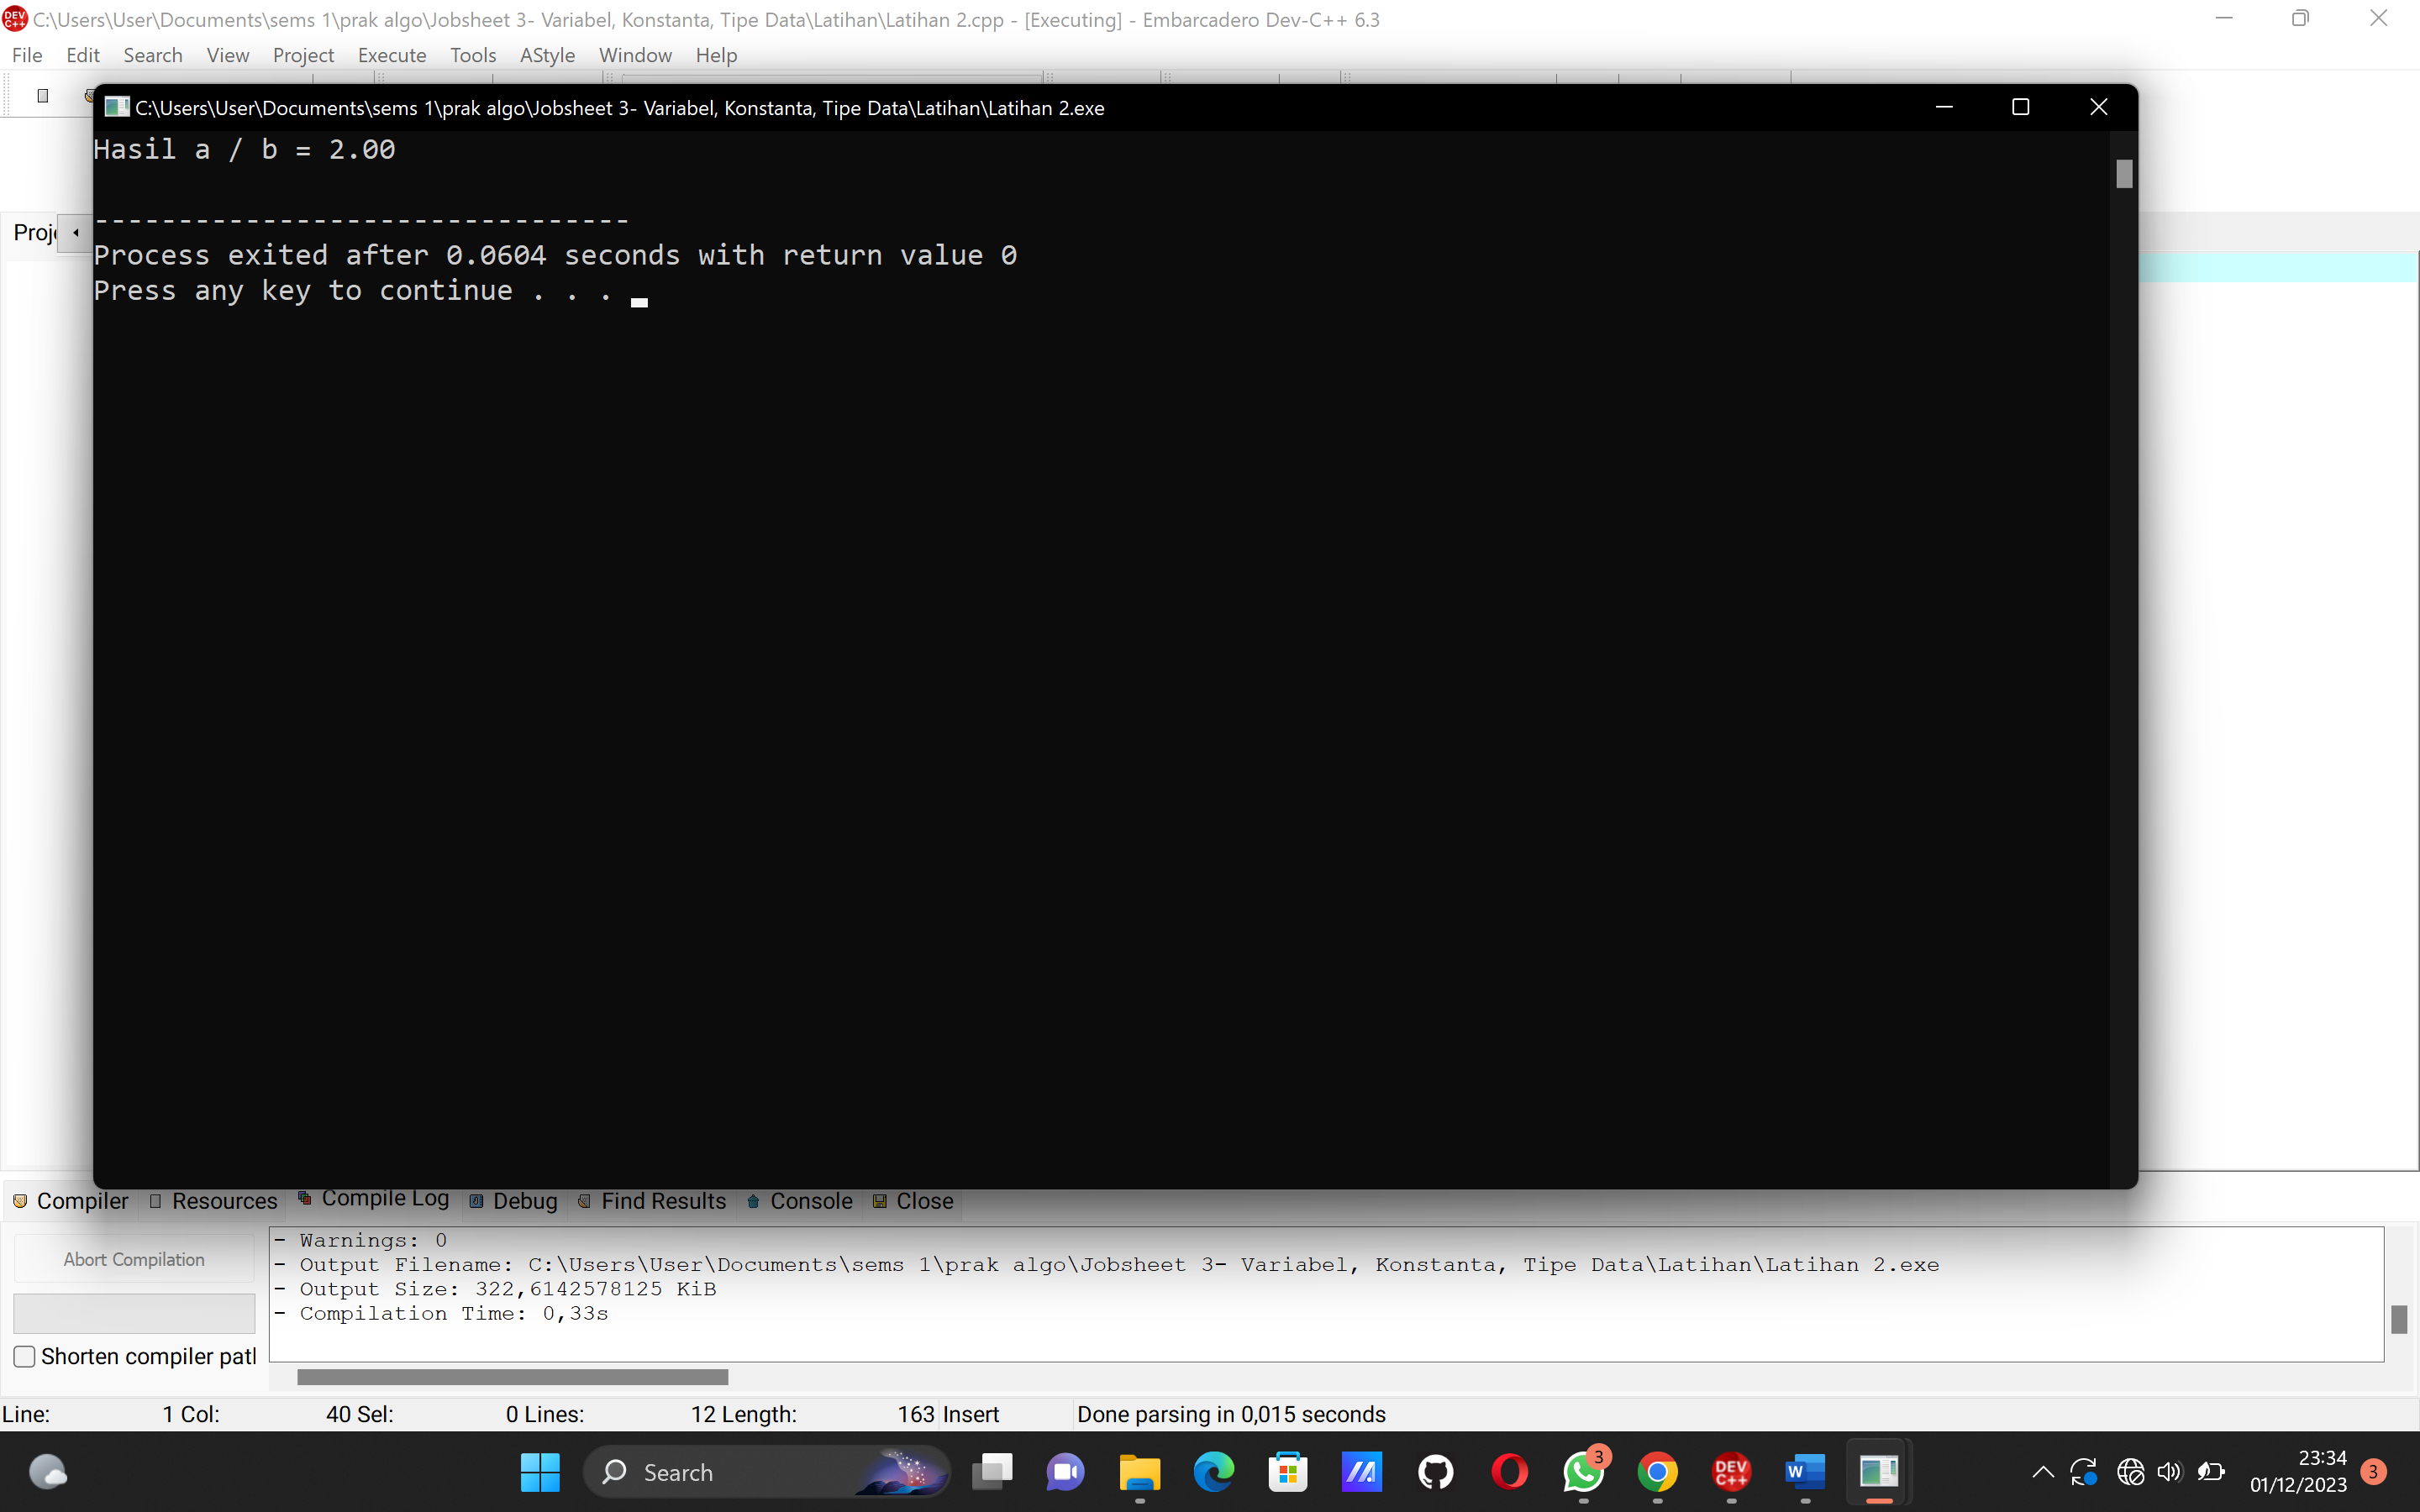 C:\Users\User\Documents\sems 1\prak algo\Jobsheet 3- Variabel, Konstanta, Tipe Data\Latihan\Latihan 2.cpp - [Executing] - Embarcadero Dev-C++ 6.3
File Edit Search View Project Execute Tools AStyle Window Help
C:\Users\User\Documents\sems 1\prak algo\Jobsheet 3- Variabel, Konstanta, Tipe Data\Latihan\Latihan 2.exe
Hasil a / b = 2.00
--------------------------------
Process exited after 0.0604 seconds with return value 0
Press any key to continue . . .
Compiler Resources Compile Log Debug Find Results Console Close
Abort Compilation
- Warnings: 0
- Output Filename: C:\Users\User\Documents\sems 1\prak algo\Jobsheet 3- Variabel, Konstanta, Tipe Data\Latihan\Latihan 2.exe
- Output Size: 322,6142578125 KiB
- Compilation Time: 0,33s
Shorten compiler
Line: 1 Col: 40 Sel: 0 Lines: 12 Length: 163 Insert Done parsing in 0,015 seconds
Search
3
DEV C++
W
23:34
01/12/2023
3